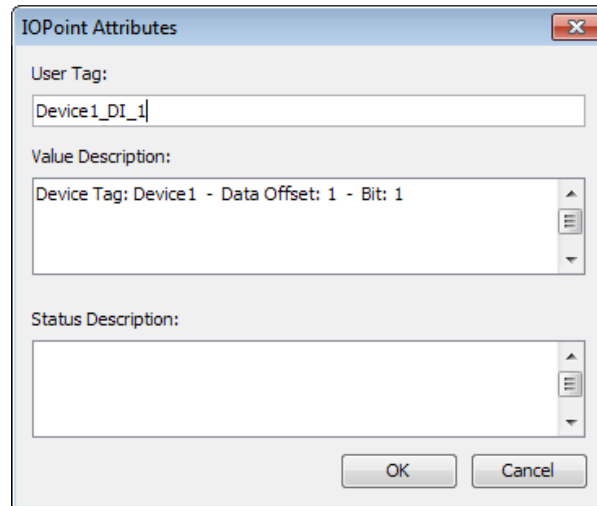 IOPoint Attributes
User Tag:
Device1_DI_1
Value Description:
Device Tag: Device1 - Data Offset: 1 - Bit: 1
Status Description:
OK Cancel